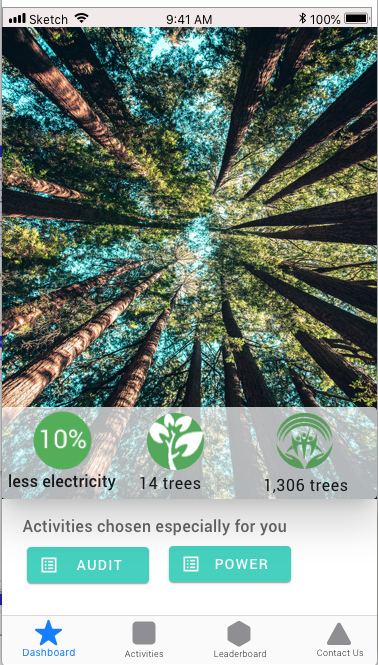 Sketch 9:41 AM 100%
10%
less electricity 14 trees 1,306 trees
Activities chosen especially for you
AUDIT POWER
Dashboard Activities Leaderboard Contact Us